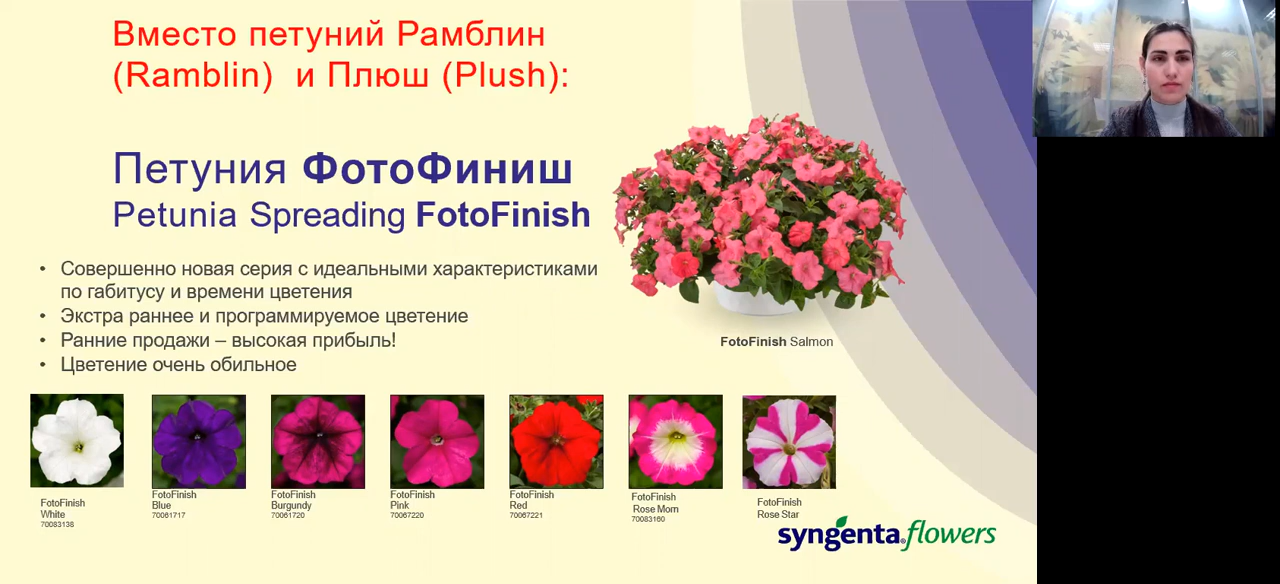 Вместо петуний Рамблин
(Ramblin) и Плюш (Plush):
Петуния ФотоФиниш
Petunia Spreading FotoFinish
• Совершенно новая серия с идеальными характеристиками
по габитусу и времени цветения
• Экстра раннее и программируемое цветение
• Ранние продажи – высокая прибыль!
• Цветение очень обильное
FotoFinish Salmon
FotoFinish
White
70083138
FotoFinish
Blue
70061717
FotoFinish
Burgundy
70061720
FotoFinish
Pink
70067220
FotoFinish
Red
70067221
FotoFinish
Rose Morn
70083160
FotoFinish
Rose Star
syngenta® flowers